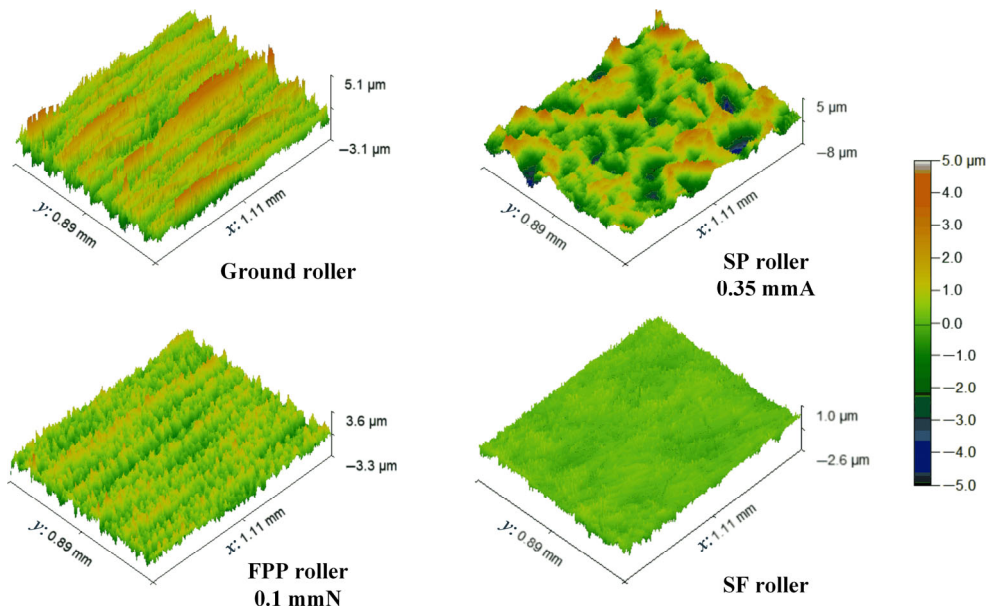 5.1 μm
−3.1 μm
y: 0.89 mm
x: 1.11 mm
Ground roller
5 μm
−8 μm
y: 0.89 mm
x: 1.11 mm
SP roller
0.35 mmA
3.6 μm
−3.3 μm
y: 0.89 mm
x: 1.11 mm
FPP roller
0.1 mmN
1.0 μm
−2.6 μm
y: 0.89 mm
x: 1.11 mm
SF roller
5.0 μm
4.0
3.0
2.0
1.0
0.0
−1.0
−2.0
−3.0
−4.0
−5.0